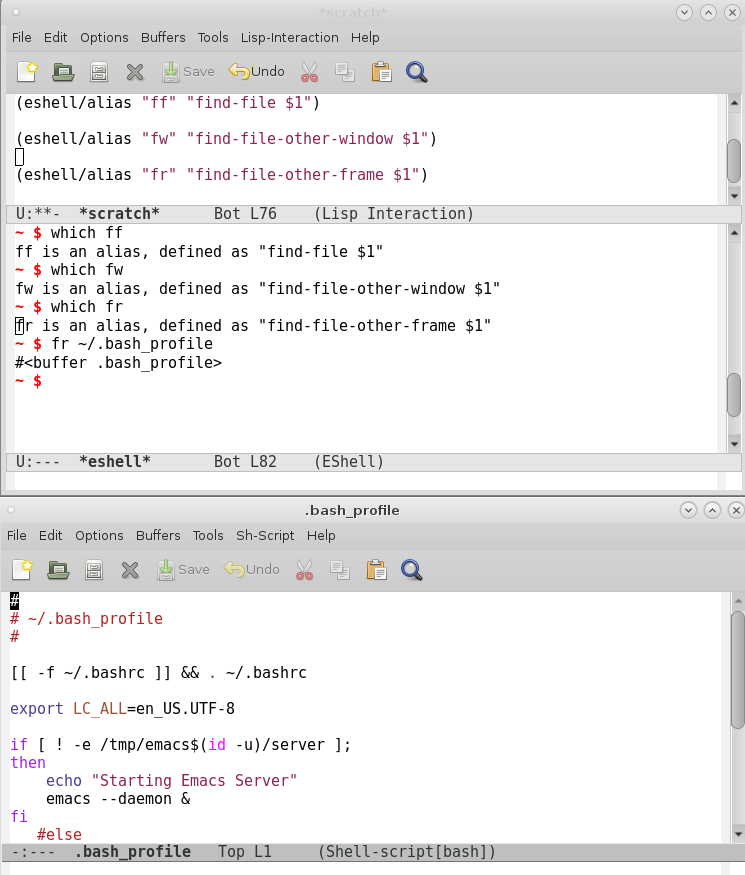 *scratch*
File Edit Options Buffers Tools Lisp-Interaction Help
Save Undo
(eshell/alias "ff" "find-file $1")
(eshell/alias "fw" "find-file-other-window $1")
(eshell/alias "fr" "find-file-other-frame $1")
U:**-  *scratch*      Bot L76    (Lisp Interaction)
~ $ which ff
ff is an alias, defined as "find-file $1"
~ $ which fw
fw is an alias, defined as "find-file-other-window $1"
~ $ which fr
fr is an alias, defined as "find-file-other-frame $1"
~ $ fr ~/.bash_profile
#<buffer .bash_profile>
~ $
U:---  *eshell*       Bot L82    (EShell)
.bash_profile
File Edit Options Buffers Tools Sh-Script Help
Save Undo
#
# ~/.bash_profile
#
[[ -f ~/.bashrc ]] && . ~/.bashrc
export LC_ALL=en_US.UTF-8
if [ ! -e /tmp/emacs$(id -u)/server ];
then
    echo "Starting Emacs Server"
    emacs --daemon &
fi
   #else
-:---  .bash_profile   Top L1     (Shell-script[bash])